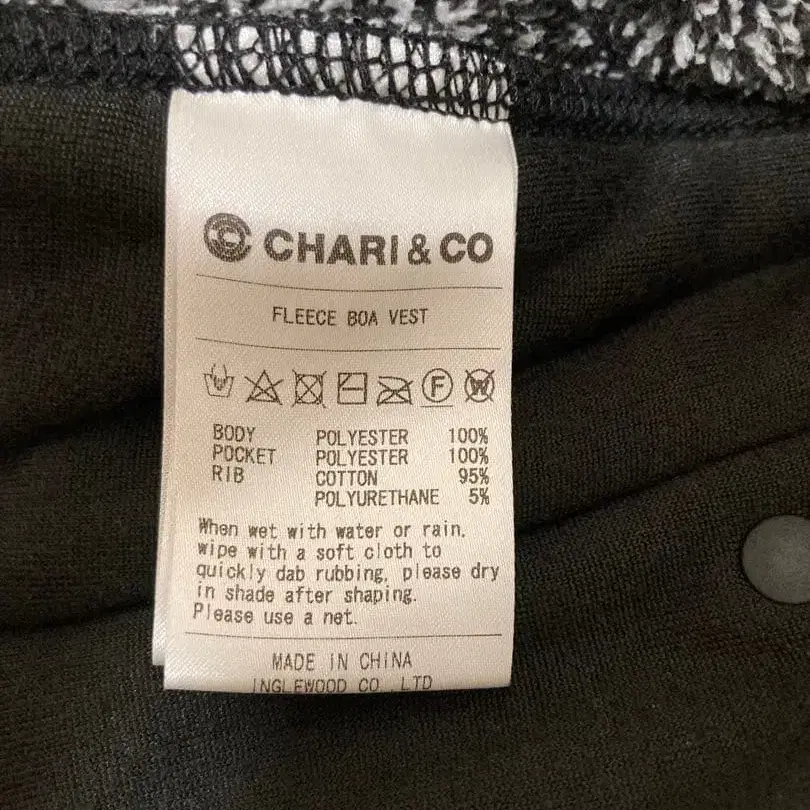 CHARI & CO
FLEECE BOA VEST
F W
BODY POLYESTER 100%
POCKET POLYESTER 100%
RIB COTTON 95%
POLYURETHANE 5%
When wet with water or rain,
wipe with a soft cloth to
quickly dab rubbing, please dry
in shade after shaping.
Please use a net.
MADE IN CHINA
INGLEWOOD CO LTD